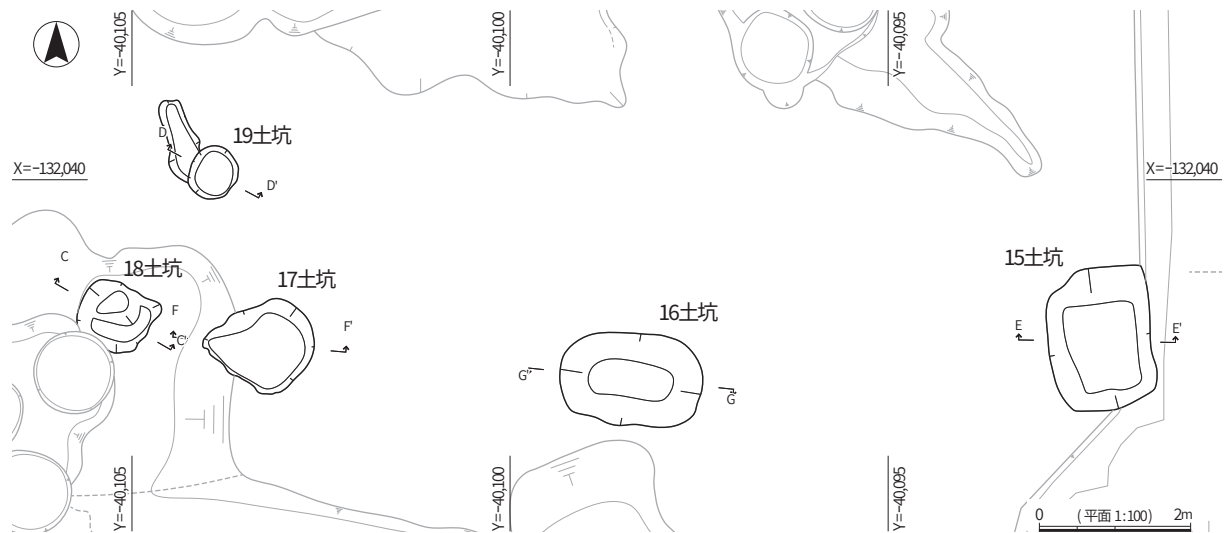 Y=-40,105
Y=-40,100
Y=-40,095
D
19土坑
D'
X=-132,040
X=-132,040
C
18土坑
17土坑
15土坑
F
C'
F'
16土坑
E
E'
G'
G
Y=-40,105
Y=-40,100
Y=-40,095
0 (平面 1:100) 2m